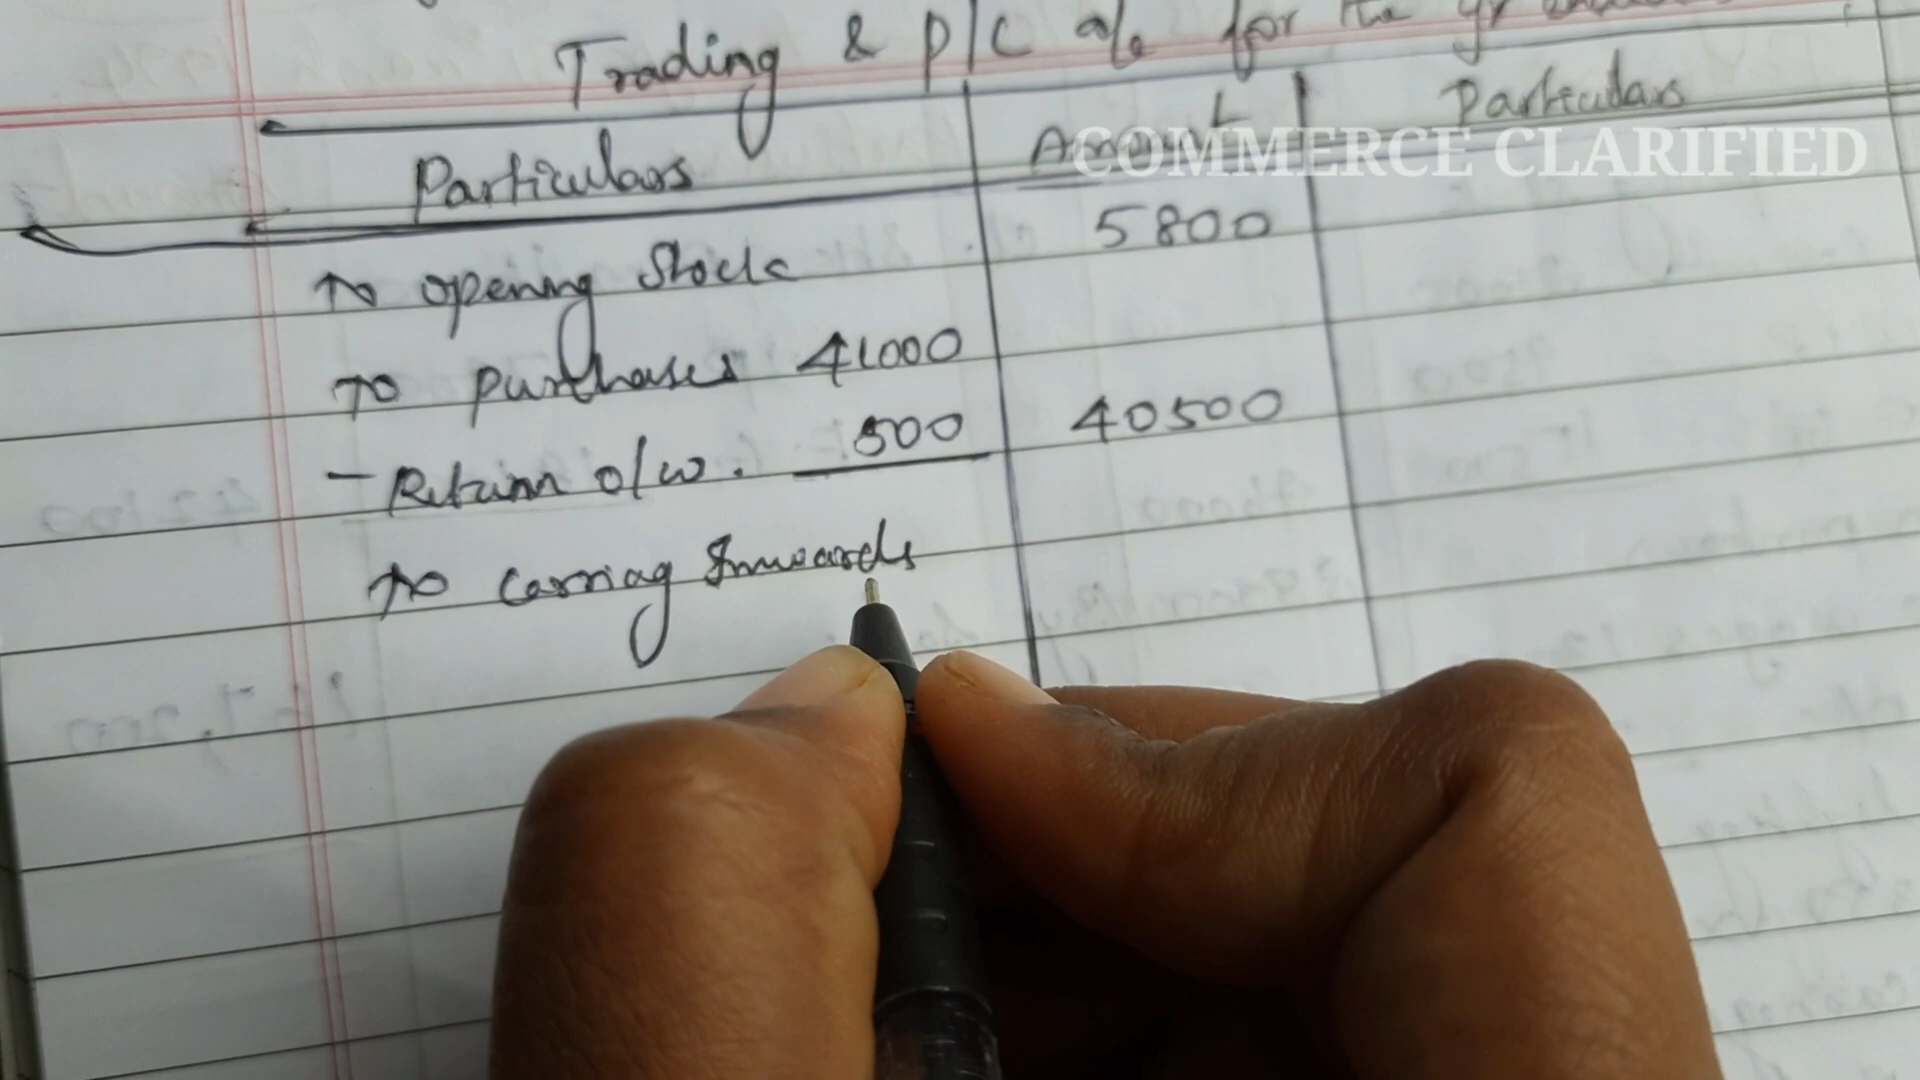 Trading & P/L a/c for the yr ended
Particulars Amount Particulars
COMMERCE CLARIFIED
To opening Stock 5800
To purchases 41000
- Return o/w. 500 40500
To Carriag Inwards